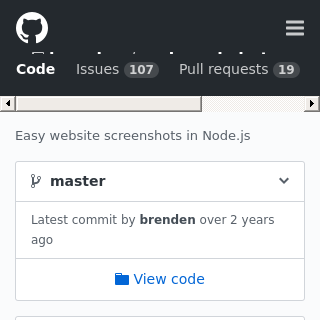 Code Issues 107 Pull requests 19
Easy website screenshots in Node.js
master
Latest commit by brenden over 2 years
ago
View code